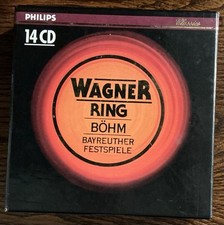 PHILIPS
14 CD
WAGNER
RING
BÖHM
BAYREUTHER
FESTSPIELE